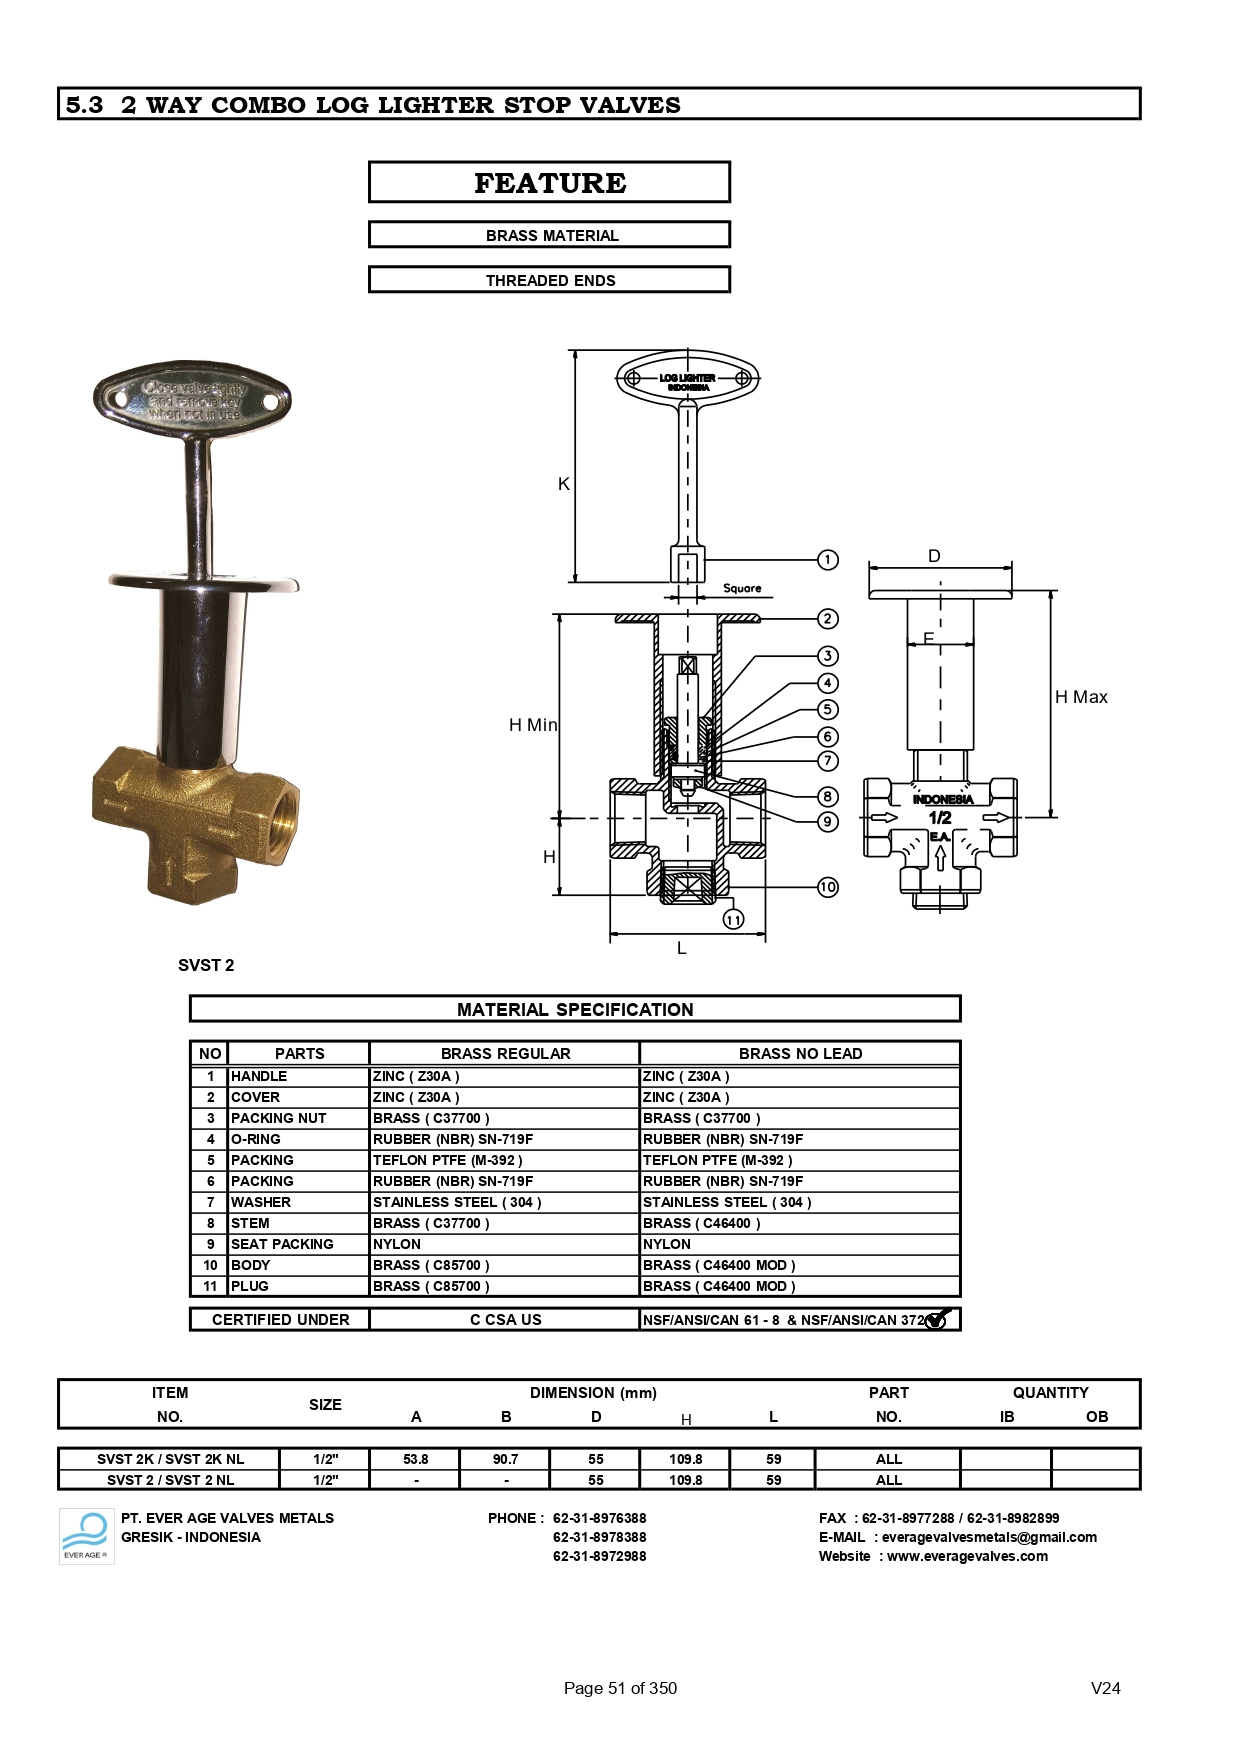 5.3 2 WAY COMBO LOG LIGHTER STOP VALVES
FEATURE
BRASS MATERIAL
THREADED ENDS
Close valve tightly
and remove key
when not in use
LOG LIGHTER
INDONESIA
K
1
Square
D
2
E
3
4
5
6
7
H Min
H Max
8
9
INDONESIA
1/2
E.A.
H
10
11
L
SVST 2
MATERIAL SPECIFICATION
NO PARTS BRASS REGULAR BRASS NO LEAD
1 HANDLE ZINC ( Z30A ) ZINC ( Z30A )
2 COVER ZINC ( Z30A ) ZINC ( Z30A )
3 PACKING NUT BRASS ( C37700 ) BRASS ( C37700 )
4 O-RING RUBBER (NBR) SN-719F RUBBER (NBR) SN-719F
5 PACKING TEFLON PTFE (M-392 ) TEFLON PTFE (M-392 )
6 PACKING RUBBER (NBR) SN-719F RUBBER (NBR) SN-719F
7 WASHER STAINLESS STEEL ( 304 ) STAINLESS STEEL ( 304 )
8 STEM BRASS ( C37700 ) BRASS ( C46400 )
9 SEAT PACKING NYLON NYLON
10 BODY BRASS ( C85700 ) BRASS ( C46400 MOD )
11 PLUG BRASS ( C85700 ) BRASS ( C46400 MOD )
CERTIFIED UNDER C CSA US NSF/ANSI/CAN 61 - 8 & NSF/ANSI/CAN 372
ITEM NO. SIZE DIMENSION (mm) PART NO. QUANTITY
A B D H L IB OB
SVST 2K / SVST 2K NL 1/2" 53.8 90.7 55 109.8 59 ALL
SVST 2 / SVST 2 NL 1/2" - - 55 109.8 59 ALL
EVER AGE ®
PT. EVER AGE VALVES METALS PHONE : 62-31-8976388 FAX : 62-31-8977288 / 62-31-8982899
GRESIK - INDONESIA 62-31-8978388 E-MAIL : everagevalvesmetals@gmail.com
62-31-8972988 Website : www.everagevalves.com
Page 51 of 350 V24